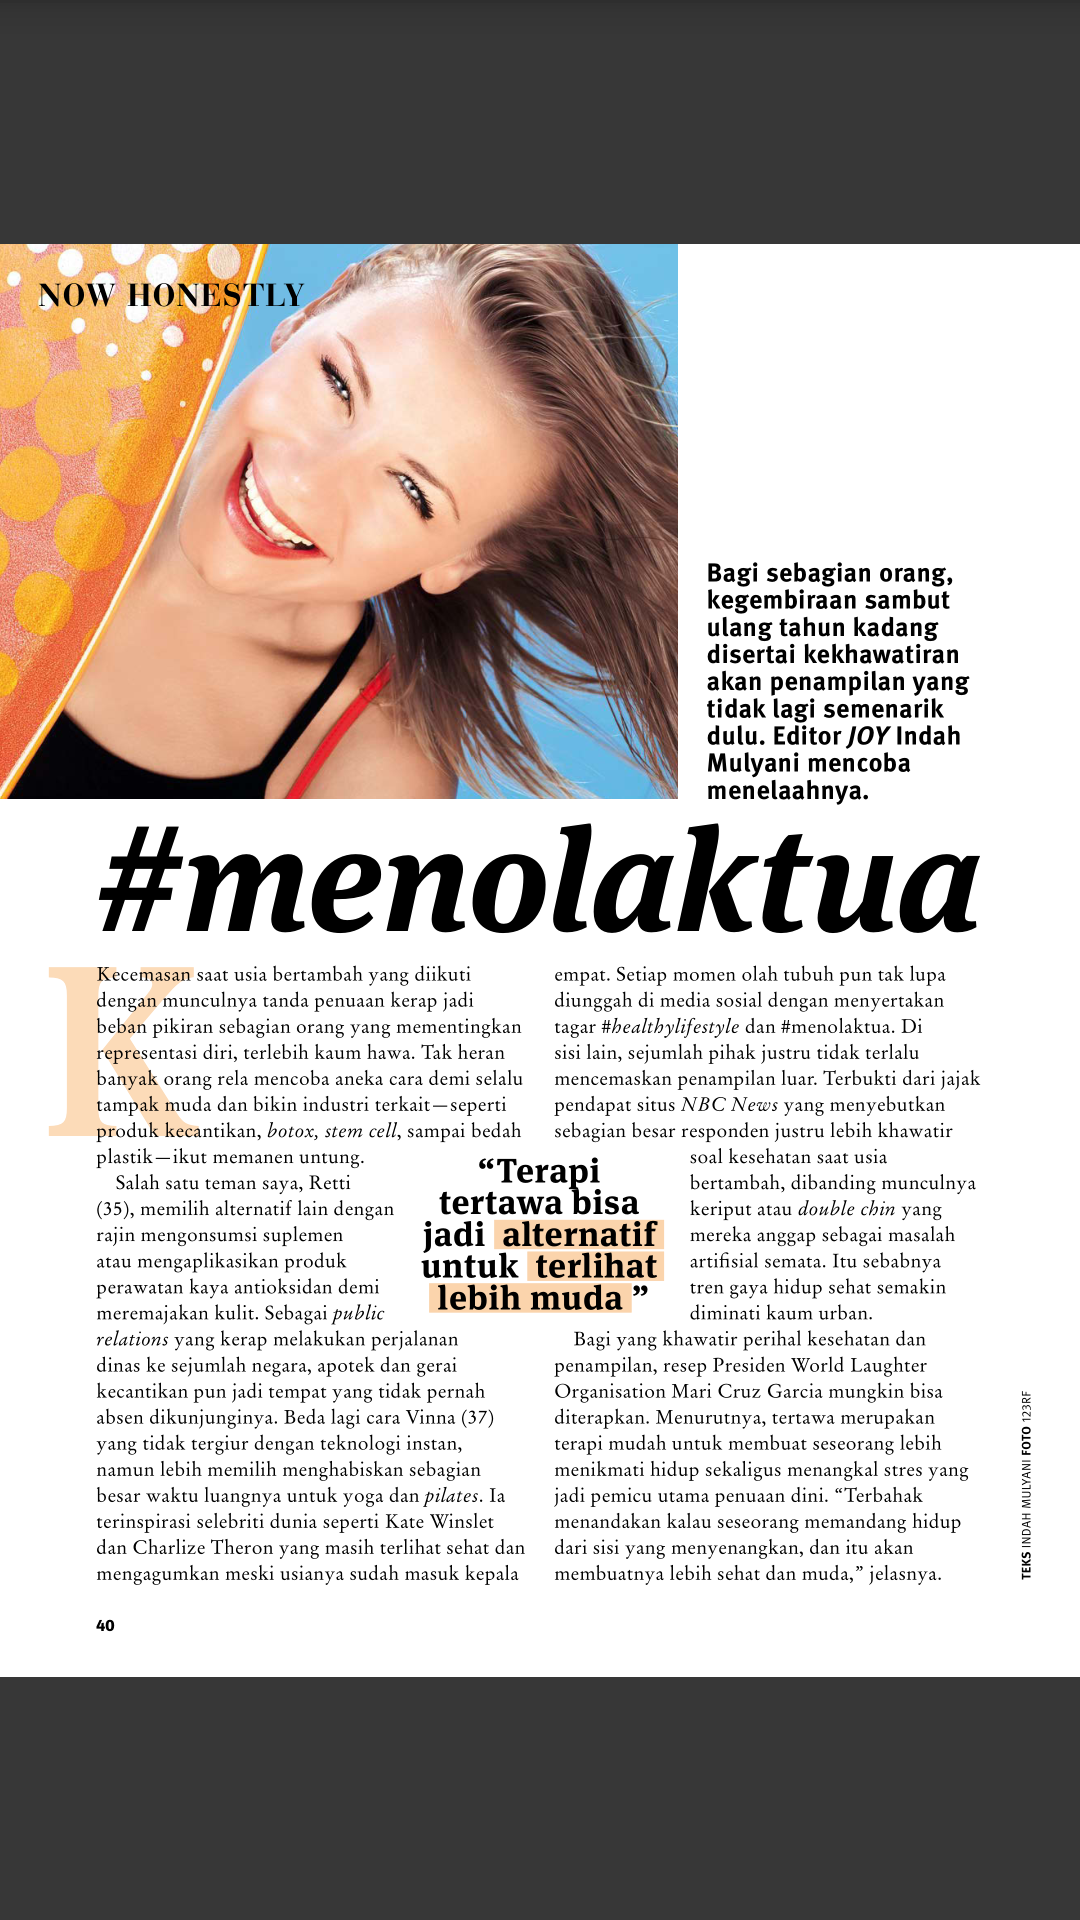 NOW HONESTLY
Bagi sebagian orang,
kegembiraan sambut
ulang tahun kadang
disertai kekhawatiran
akan penampilan yang
tidak lagi semenarik
dulu. Editor JOY Indah
Mulyani mencoba
menelaahnya.
#menolaktua
Kecemasan saat usia bertambah yang diikuti
dengan munculnya tanda penuaan kerap jadi
beban pikiran sebagian orang yang mementingkan
representasi diri, terlebih kaum hawa. Tak heran
banyak orang rela mencoba aneka cara demi selalu
tampak muda dan bikin industri terkait—seperti
produk kecantikan, botox, stem cell, sampai bedah
plastik—ikut memanen untung.
Salah satu teman saya, Retti
(35), memilih alternatif lain dengan
rajin mengonsumsi suplemen
atau mengaplikasikan produk
perawatan kaya antioksidan demi
meremajakan kulit. Sebagai public
relations yang kerap melakukan perjalanan
dinas ke sejumlah negara, apotek dan gerai
kecantikan pun jadi tempat yang tidak pernah
absen dikunjunginya. Beda lagi cara Vinna (37)
yang tidak tergiur dengan teknologi instan,
namun lebih memilih menghabiskan sebagian
besar waktu luangnya untuk yoga dan pilates. Ia
terinspirasi selebriti dunia seperti Kate Winslet
dan Charlize Theron yang masih terlihat sehat dan
mengagumkan meski usianya sudah masuk kepala
empat. Setiap momen olah tubuh pun tak lupa
diunggah di media sosial dengan menyertakan
tagar #healthylifestyle dan #menolaktua. Di
sisi lain, sejumlah pihak justru tidak terlalu
mencemaskan penampilan luar. Terbukti dari jajak
pendapat situs NBC News yang menyebutkan
sebagian besar responden justru lebih khawatir
soal kesehatan saat usia
bertambah, dibanding munculnya
keriput atau double chin yang
mereka anggap sebagai masalah
artifisial semata. Itu sebabnya
tren gaya hidup sehat semakin
diminati kaum urban.
Bagi yang khawatir perihal kesehatan dan
penampilan, resep Presiden World Laughter
Organisation Mari Cruz Garcia mungkin bisa
diterapkan. Menurutnya, tertawa merupakan
terapi mudah untuk membuat seseorang lebih
menikmati hidup sekaligus menangkal stres yang
jadi pemicu utama penuaan dini. “Terbahak
menandakan kalau seseorang memandang hidup
dari sisi yang menyenangkan, dan itu akan
membuatnya lebih sehat dan muda,” jelasnya.
“Terapi
tertawa bisa
jadi alternatif
untuk terlihat
lebih muda”
TEKS INDAH MULYANI FOTO 123RF
40